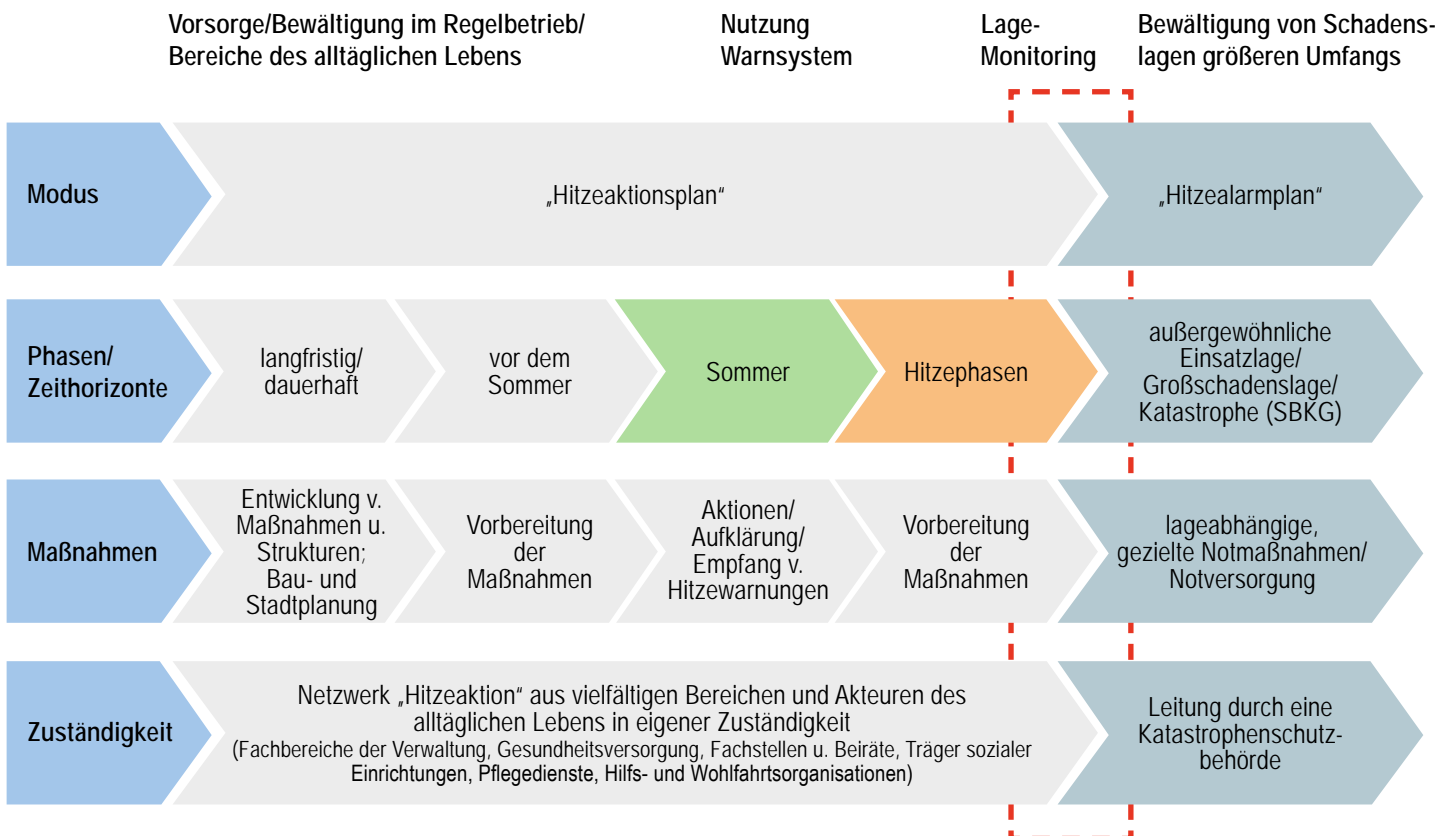 Vorsorge/Bewältigung im Regelbetrieb/
Bereiche des alltäglichen Lebens
Nutzung
Warnsystem
Lage-
Monitoring
Bewältigung von Schadens-
lagen größeren Umfangs
Modus
„Hitzeaktionsplan“
„Hitzealarmplan“
Phasen/
Zeithorizonte
langfristig/
dauerhaft
vor dem
Sommer
Sommer
Hitzephasen
außergewöhnliche
Einsatzlage/
Großschadenslage/
Katastrophe (SBKG)
Maßnahmen
Entwicklung v.
Maßnahmen u.
Strukturen;
Bau- und
Stadtplanung
Vorbereitung
der
Maßnahmen
Aktionen/
Aufklärung/
Empfang v.
Hitzewarnungen
Vorbereitung
der
Maßnahmen
lageabhängige,
gezielte Notmaßnahmen/
Notversorgung
Zuständigkeit
Netzwerk „Hitzeaktion“ aus vielfältigen Bereichen und Akteuren des
alltäglichen Lebens in eigener Zuständigkeit
(Fachbereiche der Verwaltung, Gesundheitsversorgung, Fachstellen u. Beiräte, Träger sozialer
Einrichtungen, Pflegedienste, Hilfs- und Wohlfahrtsorganisationen)
Leitung durch eine
Katastrophenschutz-
behörde